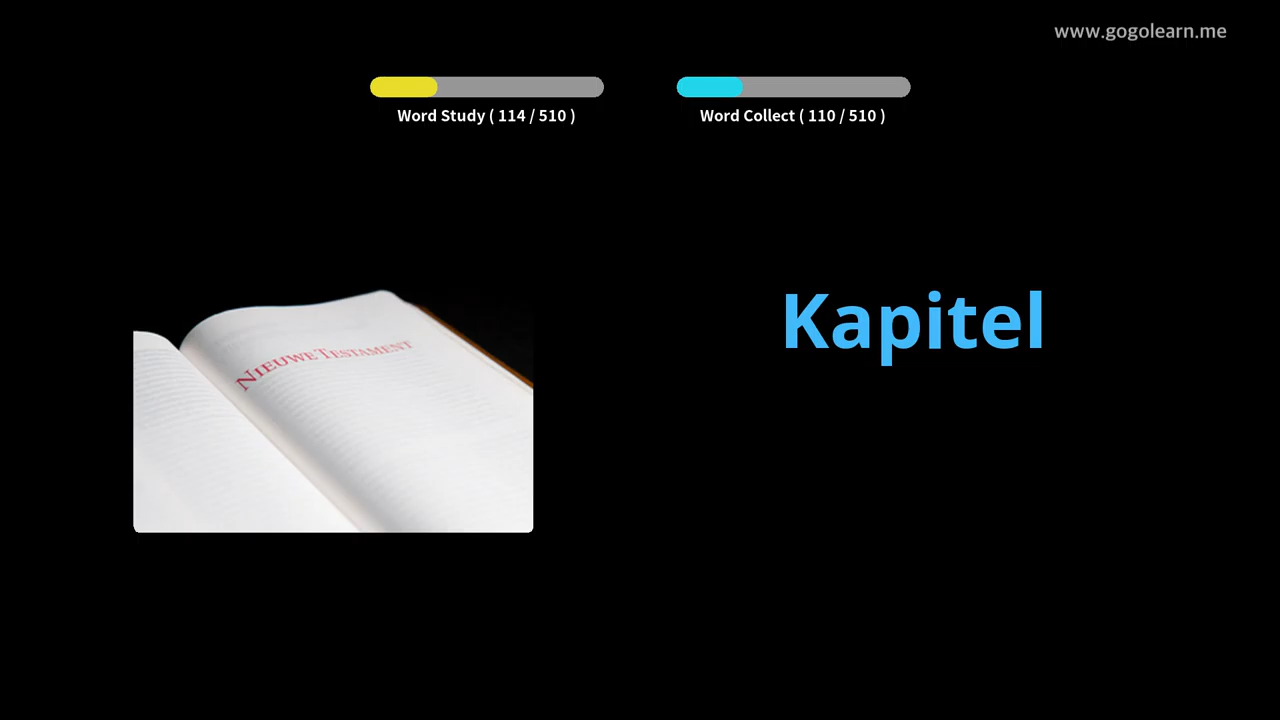 www.gogolearn.me
Word Study ( 114 / 510 )
Word Collect ( 110 / 510 )
NIEUWE TESTAMENT
Kapitel